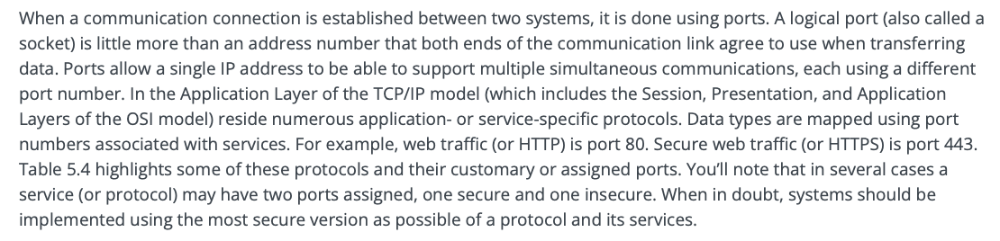 When a communication connection is established between two systems, it is done using ports. A logical port (also called a
socket) is little more than an address number that both ends of the communication link agree to use when transferring
data. Ports allow a single IP address to be able to support multiple simultaneous communications, each using a different
port number. In the Application Layer of the TCP/IP model (which includes the Session, Presentation, and Application
Layers of the OSI model) reside numerous application- or service-specific protocols. Data types are mapped using port
numbers associated with services. For example, web traffic (or HTTP) is port 80. Secure web traffic (or HTTPS) is port 443.
Table 5.4 highlights some of these protocols and their customary or assigned ports. You’ll note that in several cases a
service (or protocol) may have two ports assigned, one secure and one insecure. When in doubt, systems should be
implemented using the most secure version as possible of a protocol and its services.